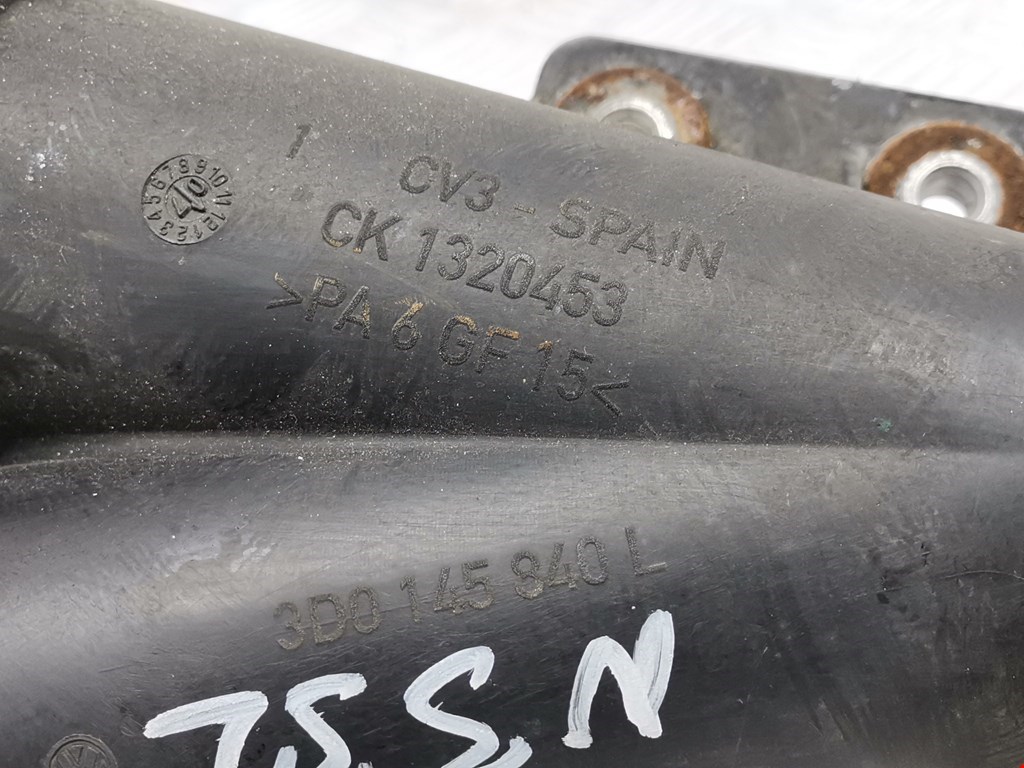 1
CV3 - SPAIN
CK 1320453
>PA 6 GF 15<
3D0 145 840 L